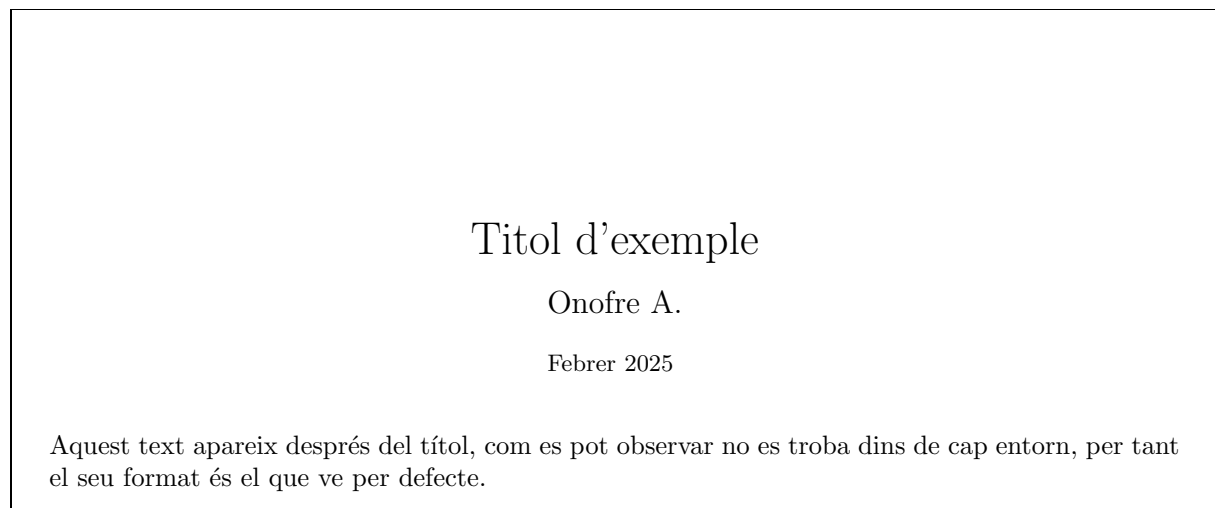 Titol d'exemple
Onofre A.
Febrer 2025
Aquest text apareix després del títol, com es pot observar no es troba dins de cap entorn, per tant
el seu format és el que ve per defecte.